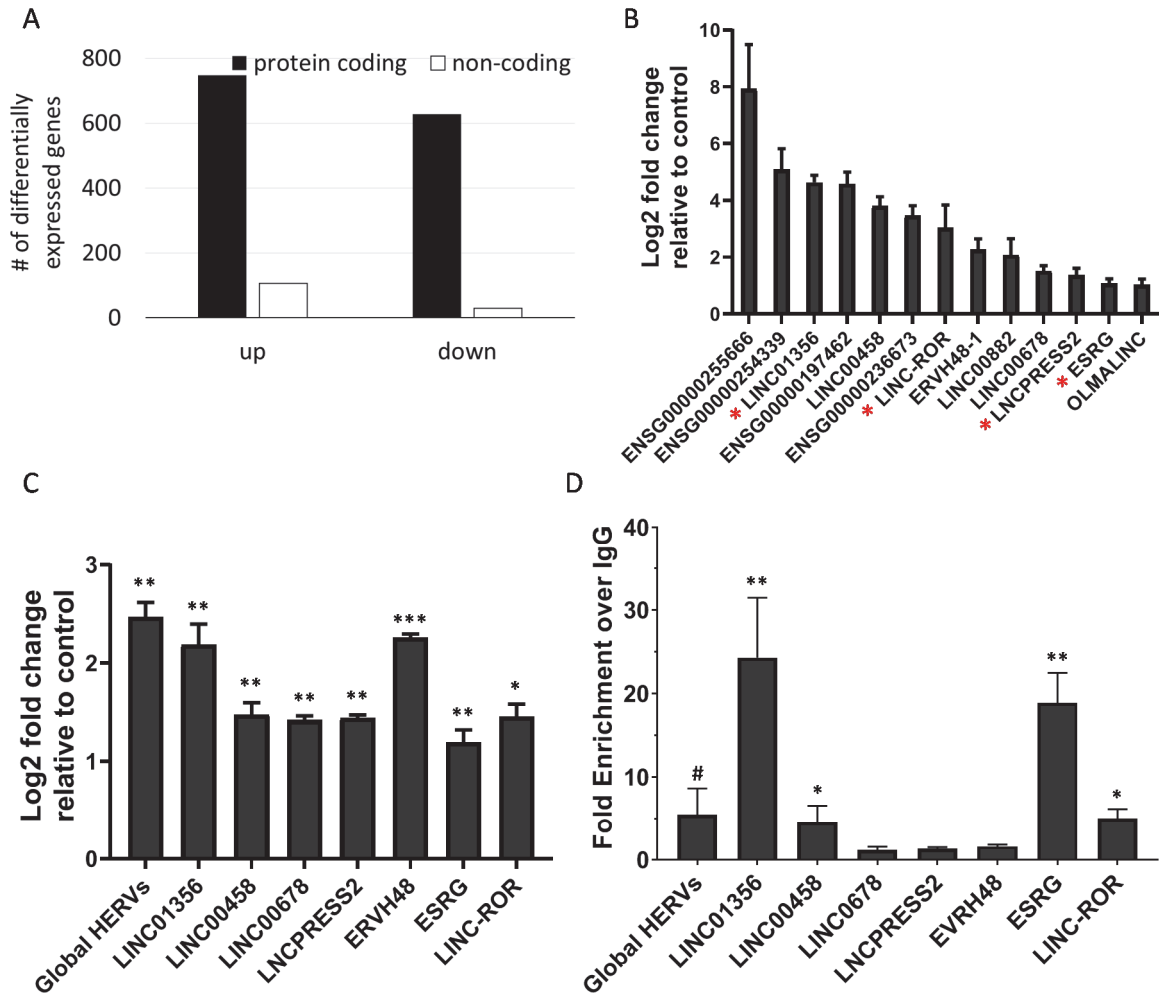 A
800
600
400
200
0
# of differentially
expressed genes
protein coding
non-coding
up
down
B
10
8
6
4
2
0
Log2 fold change
relative to control
ENSG00000255666
ENSG00000254339
* LINC01356
ENSG00000197462
LINC00458
ENSG00000236673
* LINC-ROR
ERVH48-1
LINC00882
LINC00678
* LNCPRESS2
* ESRG
OLMALINC
C
3
2
1
0
Log2 fold change
relative to control
**
**
**
**
**
***
**
*
Global HERVs
LINC01356
LINC00458
LINC00678
LNCPRESS2
ERVH48
ESRG
LINC-ROR
D
40
30
20
10
0
Fold Enrichment over IgG
#
**
*
**
*
Global HERVs
LINC01356
LINC00458
LINC0678
LNCPRESS2
EVRH48
ESRG
LINC-ROR